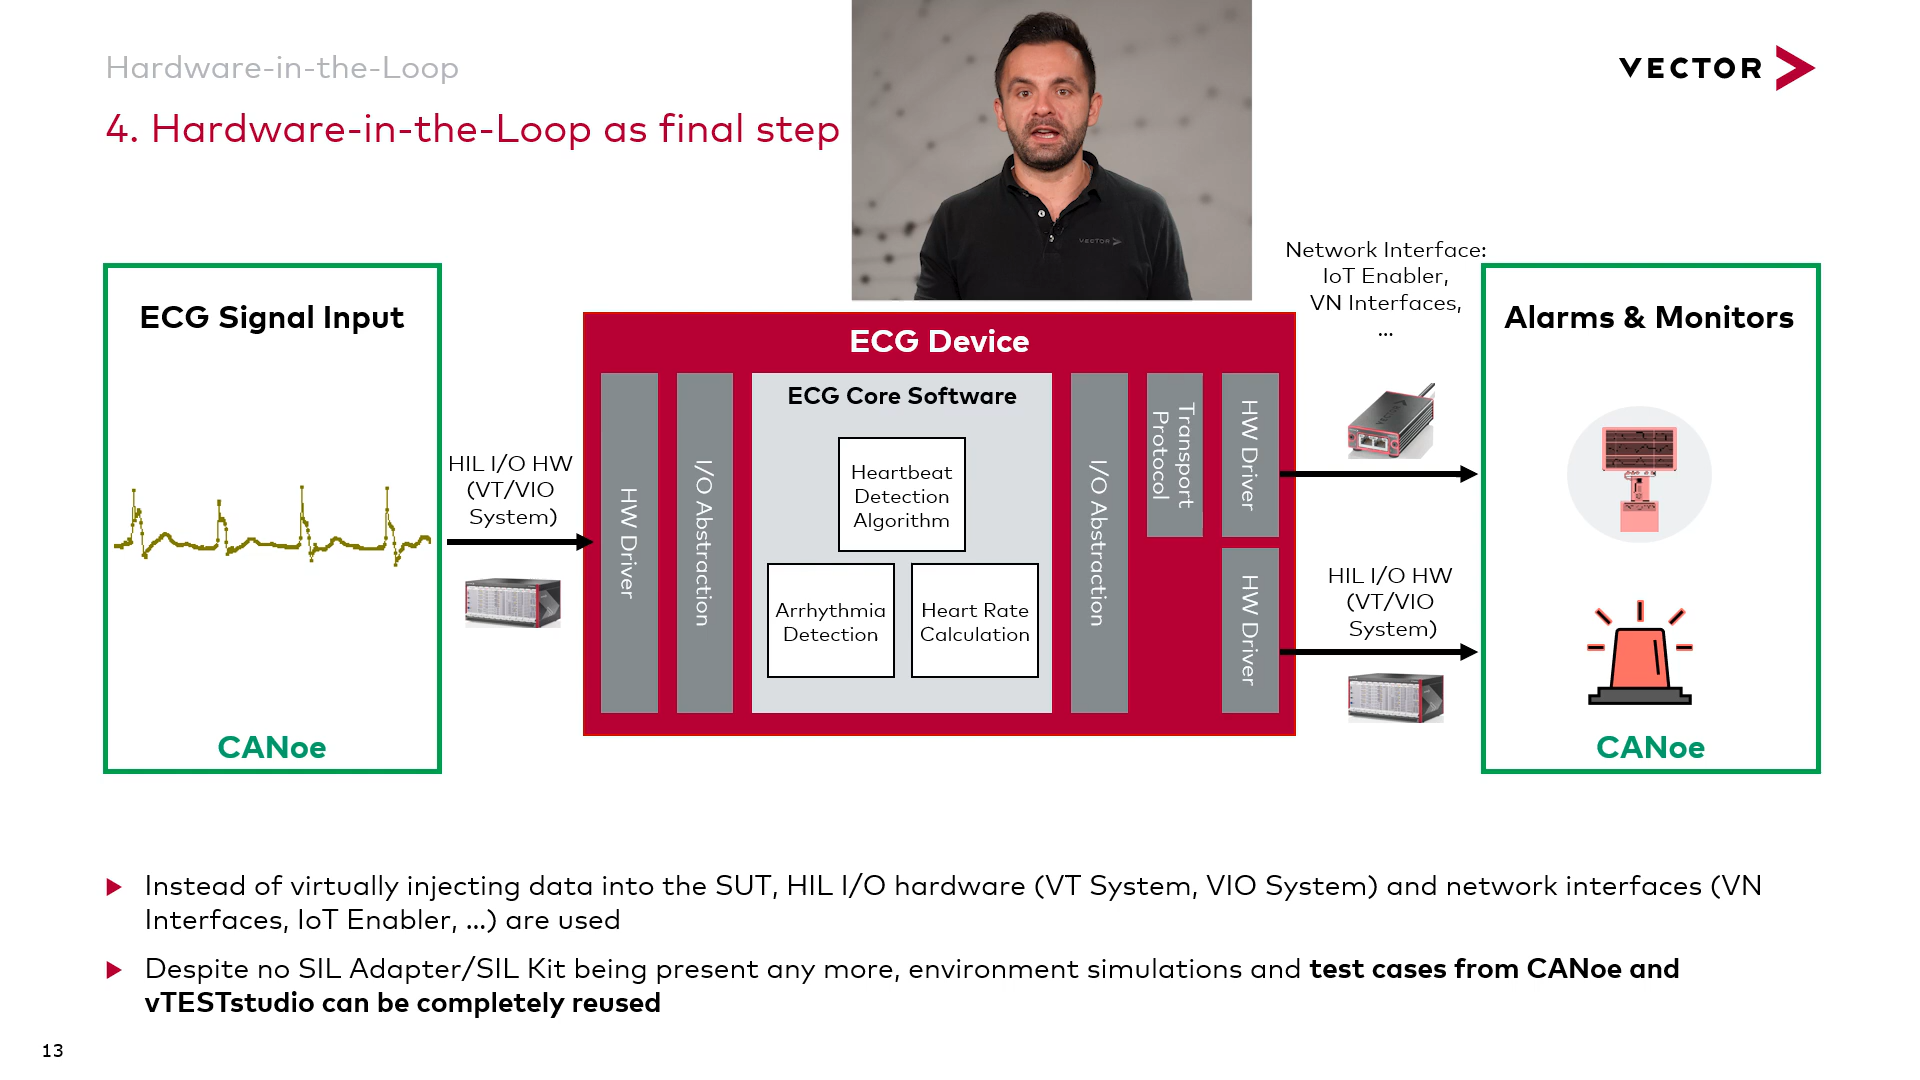 Hardware-in-the-Loop
4. Hardware-in-the-Loop as final step
VECTOR
VECTOR
ECG Signal Input
CANoe
HIL I/O HW
(VT/VIO
System)
ECG Device
HW Driver
I/O Abstraction
ECG Core Software
Heartbeat
Detection
Algorithm
Arrhythmia
Detection
Heart Rate
Calculation
I/O Abstraction
Transport
Protocol
HW Driver
HW Driver
Network Interface:
IoT Enabler,
VN Interfaces,
...
VECTOR
HIL I/O HW
(VT/VIO
System)
Alarms & Monitors
CANoe
Instead of virtually injecting data into the SUT, HIL I/O hardware (VT System, VIO System) and network interfaces (VN
Interfaces, IoT Enabler, ...) are used
Despite no SIL Adapter/SIL Kit being present any more, environment simulations and test cases from CANoe and
vTESTstudio can be completely reused
13